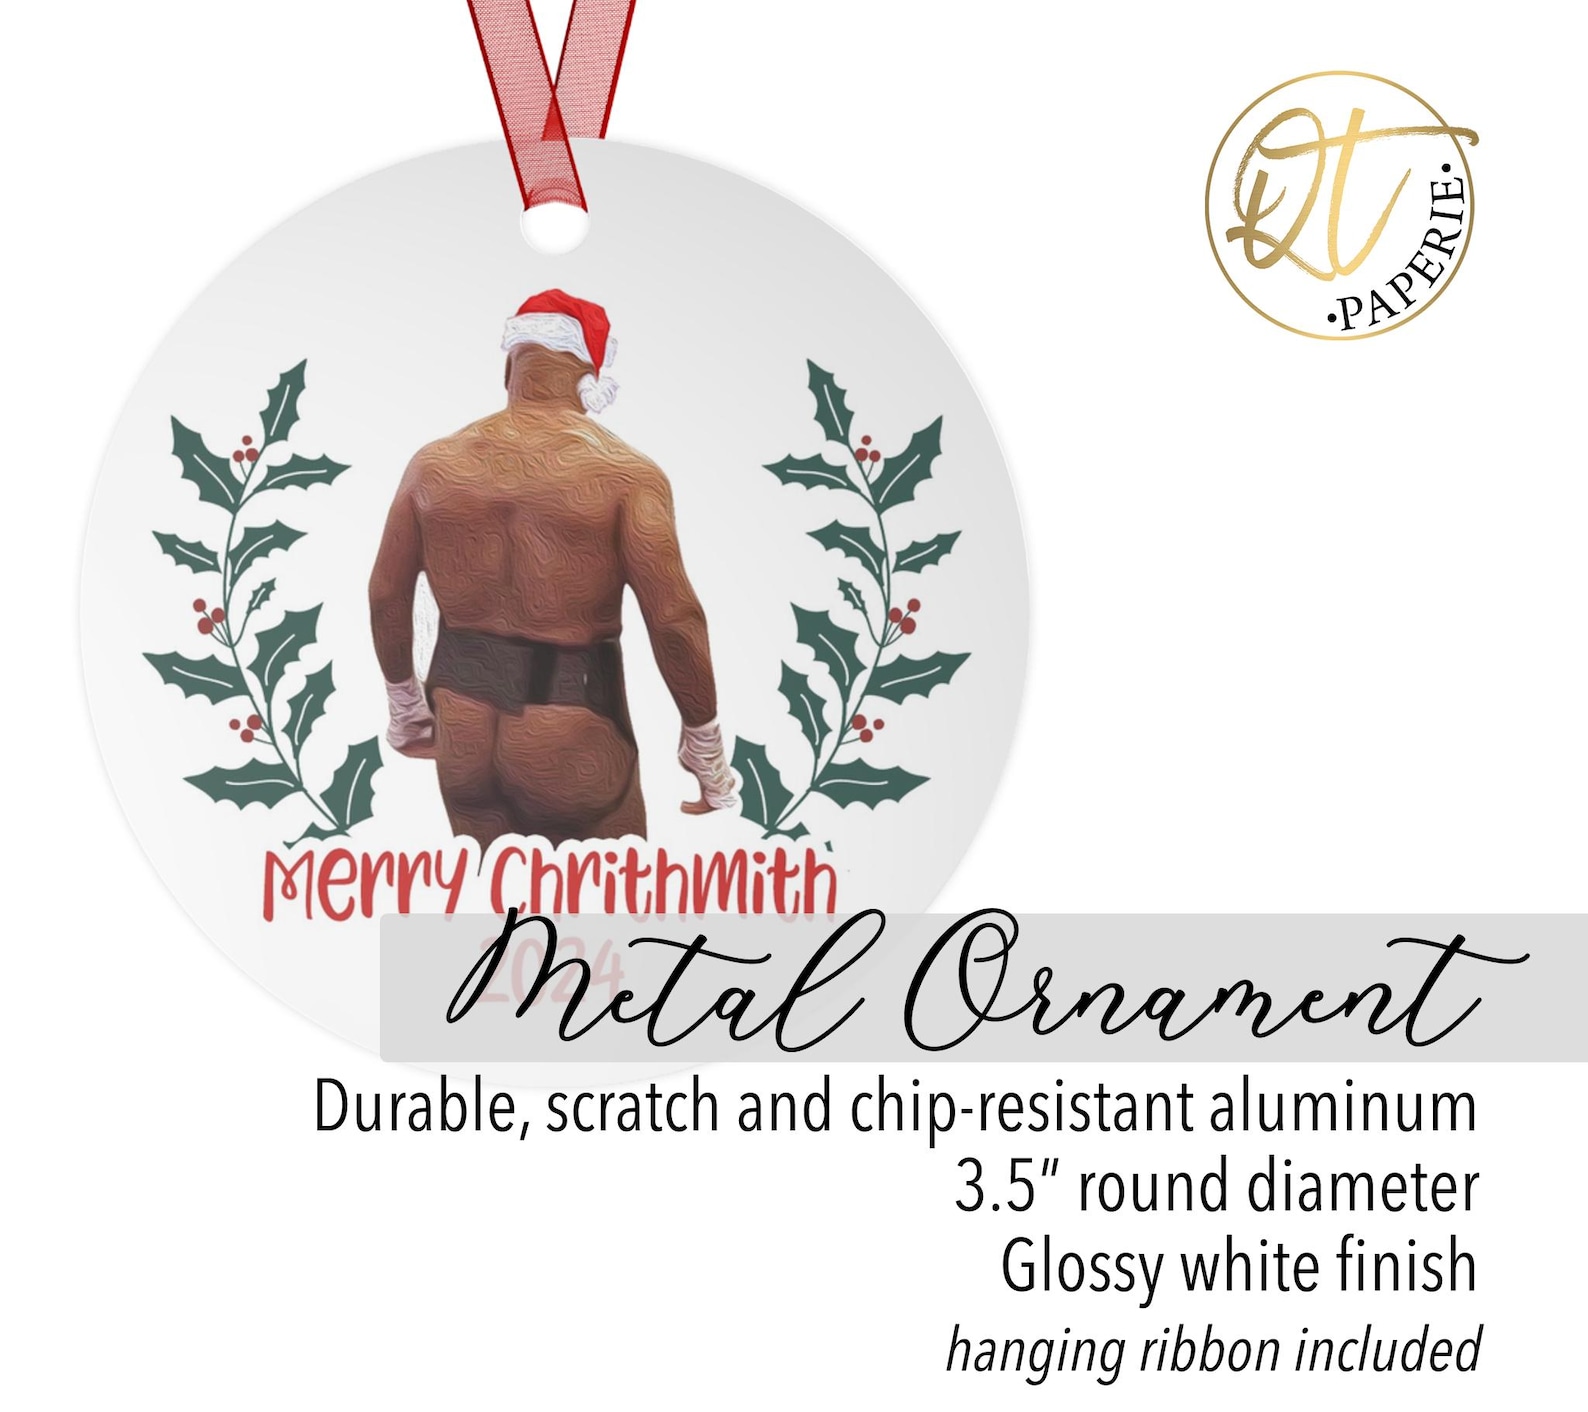 QT
•PAPERIE•
Merry Chrithmith
2024
Metal Ornament
Durable, scratch and chip-resistant aluminum
3.5" round diameter
Glossy white finish
hanging ribbon included